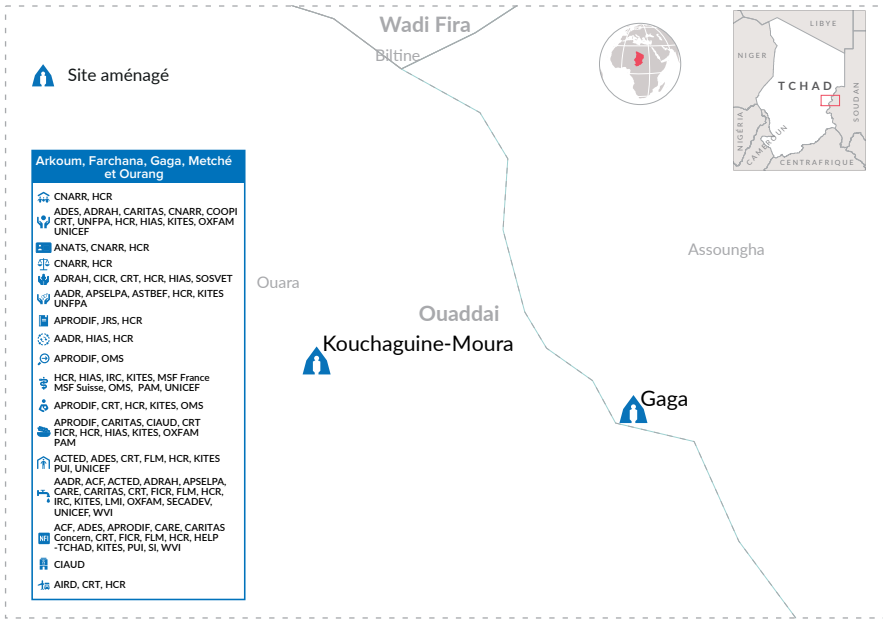 Wadi Fira
Biltine
Site aménagé
LIBYE
NIGER
TCHAD
SOUDAN
NIGÉRIA
CAMEROUN
CENTRAFRIQUE
Arkoum, Farchana, Gaga, Metché
et Ourang
CNARR, HCR
ADES, ADRAH, CARITAS, CNARR, COOPI
CRT, UNFPA, HCR, HIAS, KITES, OXFAM
UNICEF
ANATS, CNARR, HCR
CNARR, HCR
ADRAH, CICR, CRT, HCR, HIAS, SOSVET
AADR, APSELPA, ASTBEF, HCR, KITES
UNFPA
APRODIF, JRS, HCR
AADR, HIAS, HCR
APRODIF, OMS
HCR, HIAS, IRC, KITES, MSF France
MSF Suisse, OMS, PAM, UNICEF
APRODIF, CRT, HCR, KITES, OMS
APRODIF, CARITAS, CIAUD, CRT
FICR, HCR, HIAS, KITES, OXFAM
PAM
ACTED, ADES, CRT, FLM, HCR, KITES
PUI, UNICEF
AADR, ACF, ACTED, ADRAH, APSELPA,
CARE, CARITAS, CRT, FICR, FLM, HCR,
IRC, KITES, LMI, OXFAM, SECADEV,
UNICEF, WVI
NFI
ACF, ADES, APRODIF, CARE, CARITAS
Concern, CRT, FICR, FLM, HCR, HELP
-TCHAD, KITES, PUI, SI, WVI
CIAUD
AIRD, CRT, HCR
Assoungha
Ouara
Ouaddai
Kouchaguine-Moura
Gaga